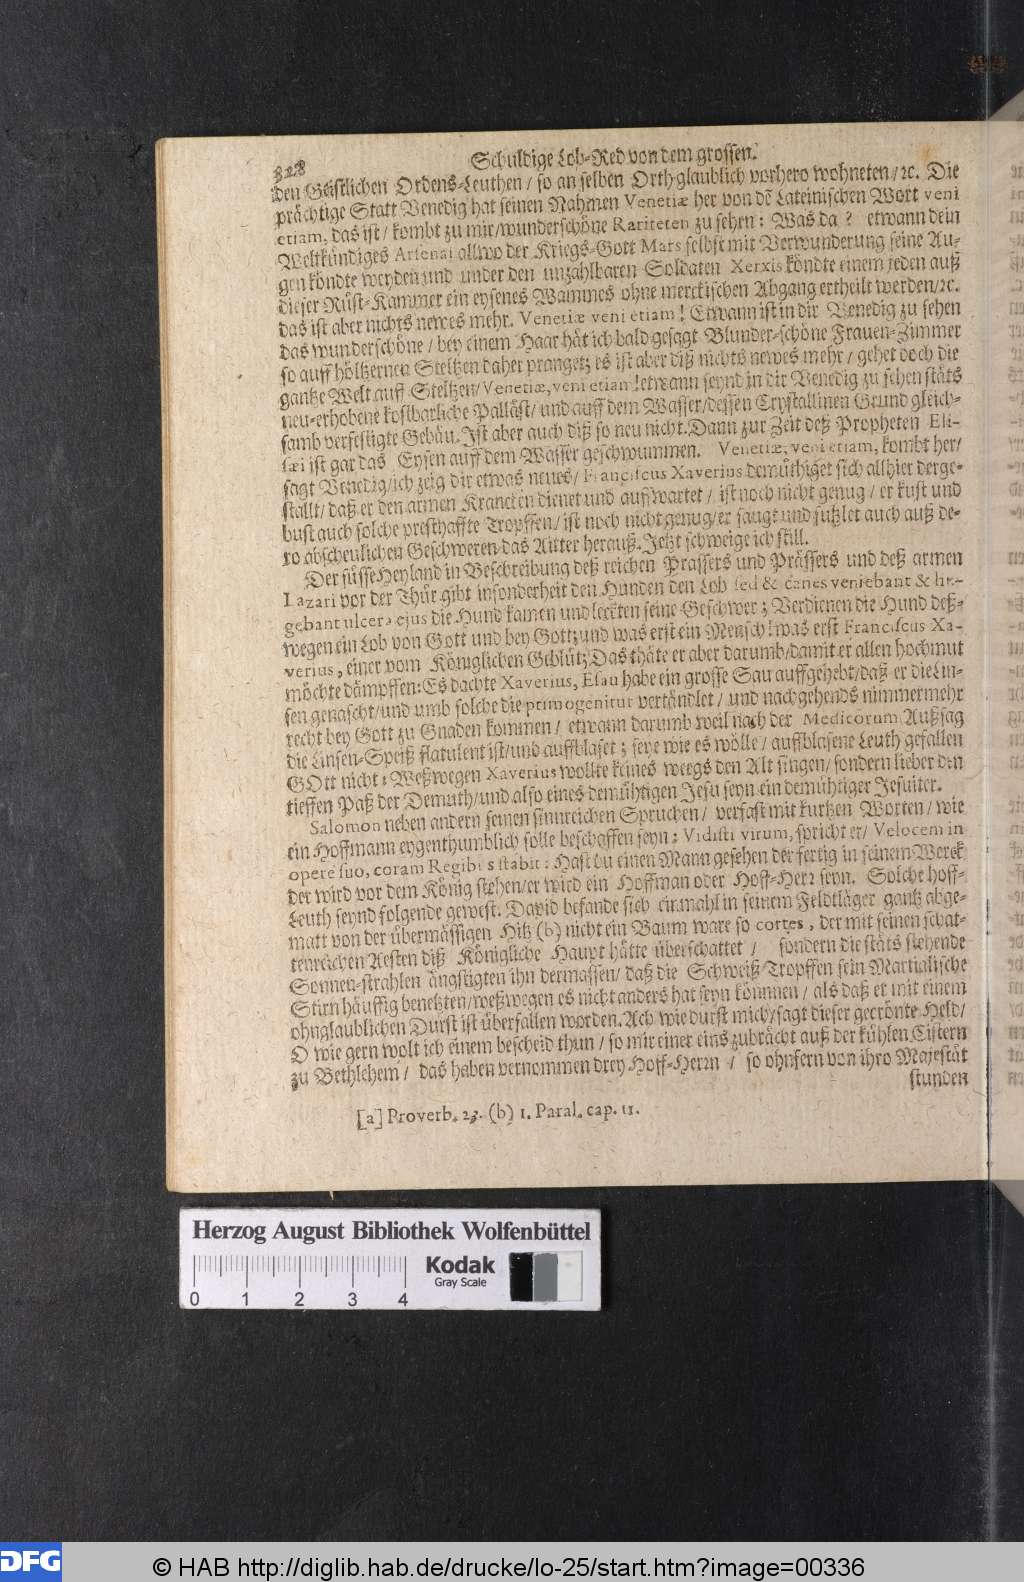 328
Schuldige Lob-Red von dem grossen.
den Geistlichen Ordens-Leuthen / so an selben Orth glaublich vorhero wohneten / ꝛc. Die
prächtige Statt Venedig hat seinen Nahmen Venetiæ her von dē Lateinischen Wort veni
etiam, das ist / kombt zu mir / wunderschöne Rariteten zu sehen: Was da? etwann dein
Weltkündiges Arsenal allwo der Kriegs-Gott Mars selbst mit Verwunderung seine Au-
gen köndte weyden und under den unzahlbaren Soldaten Xerxis köndte einem jeden auß
dieser Rüst-Kammer ein eysenes Wammes ohne merckischen Abgang ertheilt werden / ꝛc.
das ist aber nichts newes mehr. Venetiæ veni etiam! Etwann ist in dir Venedig zu sehen
das wunderschöne / bey einem Haar hät ich bald gesagt Blunder-schöne Frauen-Zimmer
so auff höltzernen Steltzen daher prangetz es ist aber diß nichts newes mehr / gehet doch die
gantze Welt auff Steltzen / Venetiæ, veni etiam! etwann seynd in dir Venedig zu sehen stäts
neu-erhobene kostbarliche Palläst / und auff dem Wasser / dessen Crystallinen Grund gleich-
samb verfestigte Gebäu. Ist aber auch diß so neu nicht. Dann zur Zeit deß Propheten Eli-
sæi ist gar das Eysen auff dem Wasser geschwummen. Venetiæ, veni etiam, kombt her /
sagt Venedig / ich zeig dir etwas neues / Franciscus Xaverius demüthiget sich allhier derge-
stallt / daß er den armen Krancken dienet und auffwartet / ist noch nicht genug / er kust und
bust auch solche presthaffte Tropffen / ist noch nicht genug / er saugt und sutzlet auch auß de-
ro abscheulichen Geschweren das Aitter herauß. Jetzt schweige ich still.
Der süsse Heyland in Beschreibung deß reichen Prassers und Prässers und deß armen
Lazari vor der Thür gibt insonderheit den Hunden den Lob sed & canes veniebant & lin-
gebant ulcera ejus die Hund kamen und leckten seine Geschwer; Verdienen die Hund deß-
wegen ein Lob von Gott und bey Gott; und was erst ein Mensch! was erst Franciscus Xa-
verius, einer vom Königlichen Geblüt; Das thäte er aber darumb / damit er allen hochmut
möchte dämpffen: Es dachte Xaverius, Esau habe ein grosse Sau auffgehebt / daß er die Lin-
sen genascht / und umb solche die primogenitur vertändlet / und nachgehends nimmermehr
recht bey Gott zu Gnaden kommen / etwann darumb weil nach der Medicorum Außsag
die Linsen-Speiß flatulent ist / und auffblaset; seye wie es wölle / auffblasene Leuth gefallen
GOtt nicht: Weßwegen Xaverius wollte keines weegs den Alt singen / sondern lieber den
tieffen Paß der Demuth / und also eines demühtigen Jesu seyn ein demühtiger Jesuiter.
Salomon neben andern seinen sinnreichen Sprüchen / verfast mit kurtzen Worten / wie
ein Hoffmann eygenthumblich solle beschaffen seyn: Vidisti virum, spricht er / Velocem in
opere suo, coram Regibus stabit: Hast du einen Mann gesehen der fertig in seinem Werck
der wird vor dem König stehen / er wird ein Hoffman oder Hoff-Herr seyn. Solche hoff-
Leuth seynd folgende gewest. David befande sich einmahl in seinem Feldtläger gantz abge-
matt von der übermässigen Hitz (b) nicht ein Baum ware so cortes, der mit seinen schat-
tenreichen Aesten diß Königliche Haupt hätte überschattet / sondern die stäts stehende
Sonnen-strahlen ängstigten ihn dermassen / daß die Schweiß-Tropffen sein Martialische
Stirn häuffig benetzten / weßwegen es nicht anders hat seyn können / als daß er mit einem
ohnglaublichen Durst ist überfallen worden. Ach wie durst mich / sagt dieser gecrönte Held /
O wie gern wolt ich einem bescheid thun / so mir einer eins zubrächt auß der kühlen Cistern
zu Bethlehem / das haben vernommen drey Hoff-Herrn / so ohnfern von ihro Majestät
stunden
[a] Proverb. 23. (b) 1. Paral. cap. 11.
Herzog August Bibliothek Wolfenbüttel
Kodak
Gray Scale
0 1 2 3 4
DFG
© HAB http://diglib.hab.de/drucke/lo-25/start.htm?image=00336